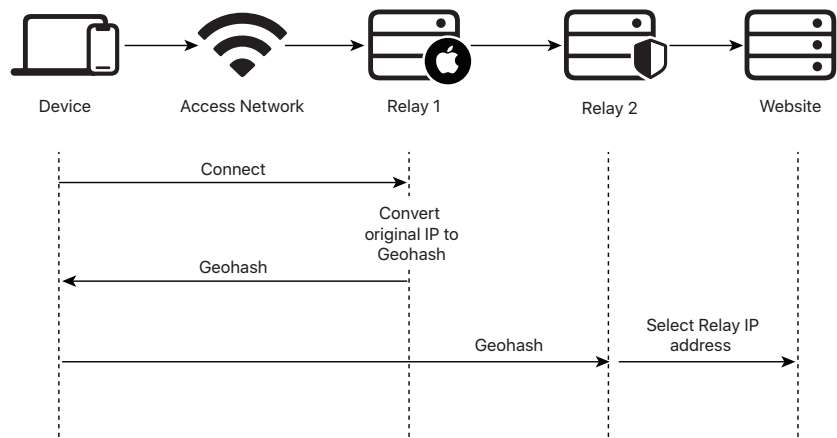 Device
Access Network
Relay 1
Relay 2
Website
Connect
Convert
original IP to
Geohash
Geohash
Select Relay IP
address
Geohash